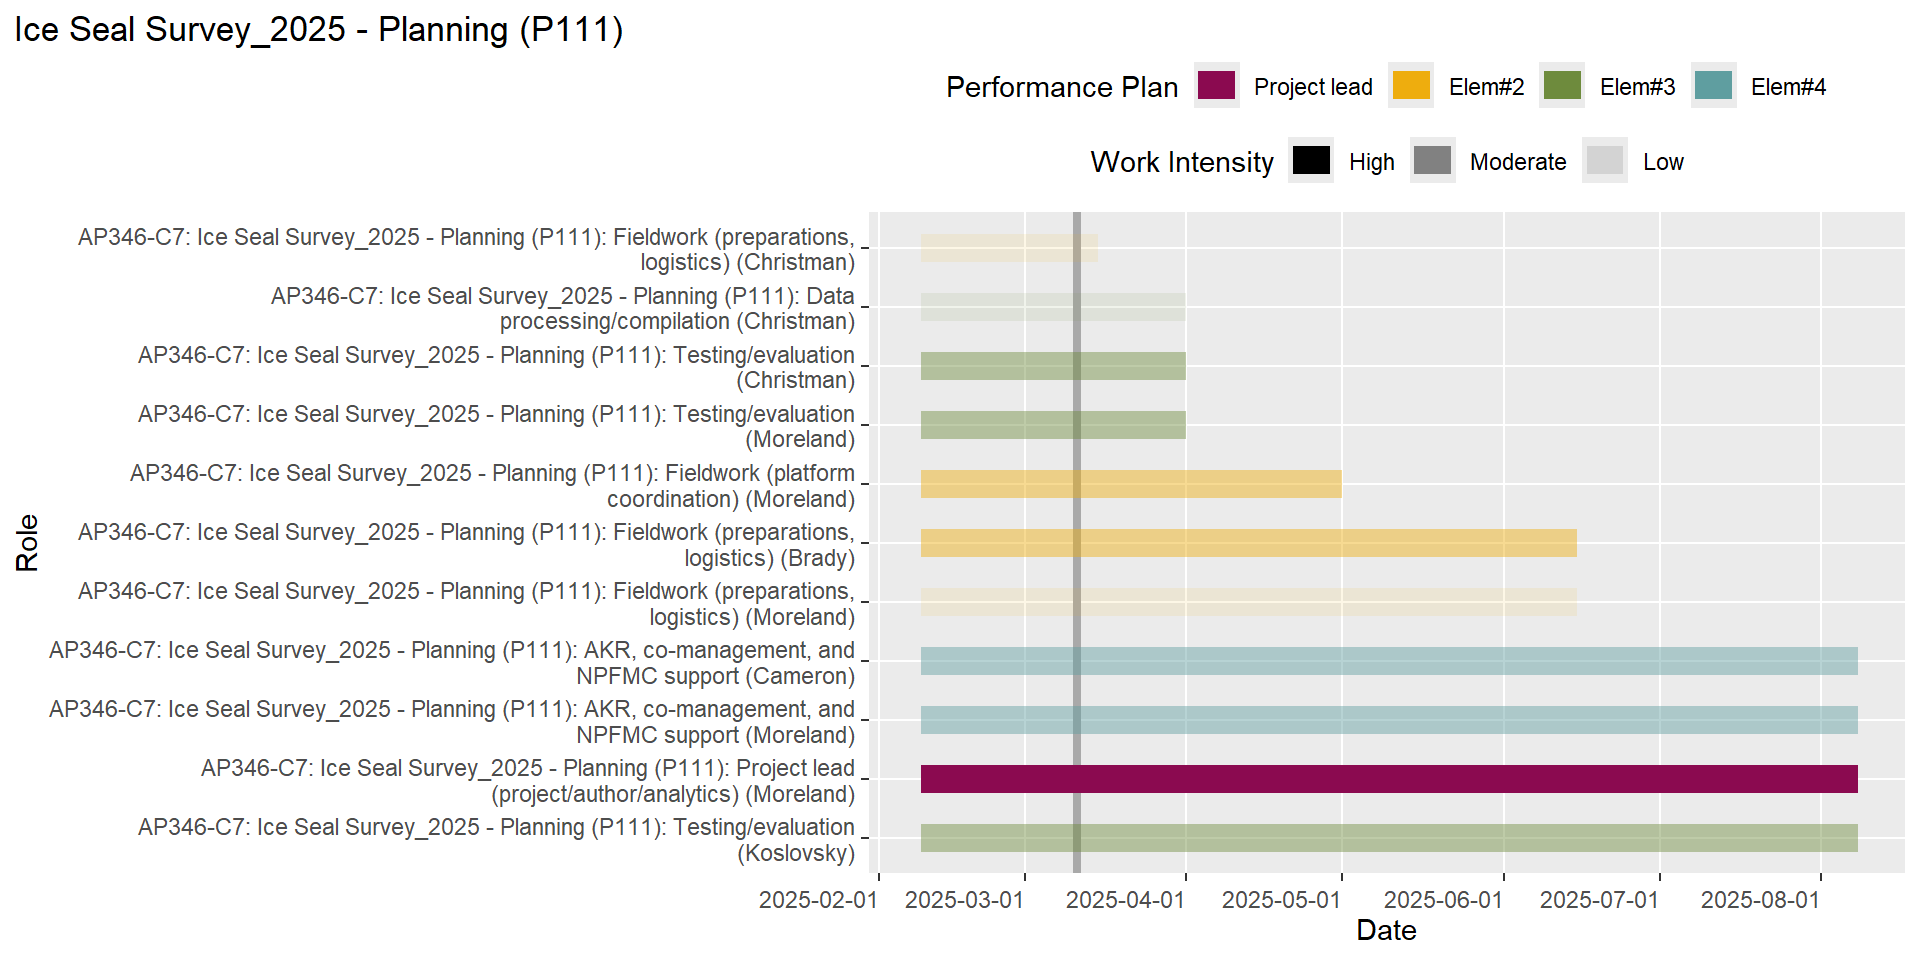 Ice Seal Survey_2025 - Planning (P111)
Performance Plan Project lead Elem#2 Elem#3 Elem#4
Work Intensity High Moderate Low
AP346-C7: Ice Seal Survey_2025 - Planning (P111): Fieldwork (preparations,
logistics) (Christman)
AP346-C7: Ice Seal Survey_2025 - Planning (P111): Data
processing/compilation (Christman)
AP346-C7: Ice Seal Survey_2025 - Planning (P111): Testing/evaluation
(Christman)
AP346-C7: Ice Seal Survey_2025 - Planning (P111): Testing/evaluation
(Moreland)
AP346-C7: Ice Seal Survey_2025 - Planning (P111): Fieldwork (platform
coordination) (Moreland)
AP346-C7: Ice Seal Survey_2025 - Planning (P111): Fieldwork (preparations,
logistics) (Brady)
AP346-C7: Ice Seal Survey_2025 - Planning (P111): Fieldwork (preparations,
logistics) (Moreland)
AP346-C7: Ice Seal Survey_2025 - Planning (P111): AKR, co-management, and
NPFMC support (Cameron)
AP346-C7: Ice Seal Survey_2025 - Planning (P111): AKR, co-management, and
NPFMC support (Moreland)
AP346-C7: Ice Seal Survey_2025 - Planning (P111): Project lead
(project/author/analytics) (Moreland)
AP346-C7: Ice Seal Survey_2025 - Planning (P111): Testing/evaluation
(Koslovsky)
Role
2025-02-01 2025-03-01 2025-04-01 2025-05-01 2025-06-01 2025-07-01 2025-08-01
Date